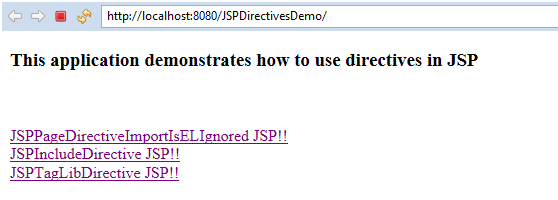 http://localhost:8080/JSPDirectivesDemo/
This application demonstrates how to use directives in JSP
JSPPageDirectiveImportIsELIgnored JSP!!
JSPIncludeDirective JSP!!
JSPTagLibDirective JSP!!